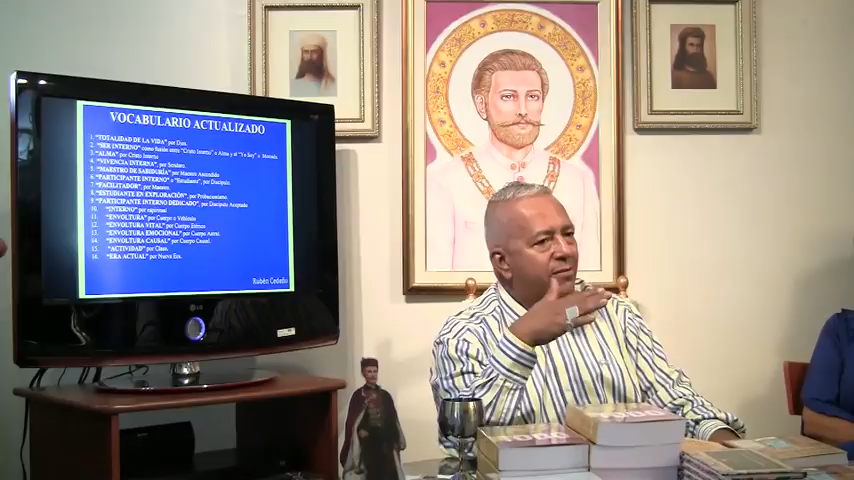 VOCABULARIO ACTUALIZADO
1. "TOTALIDAD DE LA VIDA" por Dios.
2. "SER INTERNO" como fusión entre "Cristo Interno" o Alma y el "Yo Soy" o Mónada.
3. "ALMA" por Cristo Interno.
4. "VIVENCIA INTERNA", por Sendero.
5. "MAESTRO DE SABIDURÍA" por Maestro Ascendido
6. "PARTICIPANTE INTERNO" o "Estudiante", por Discípulo.
7. "FACILITADOR", por Maestro.
8. "ESTUDIANTE EN EXPLORACIÓN", por Probacionista.
9. "PARTICIPANTE INTERNO DEDICADO", por Discípulo Aceptado
10. "INTERNO" por espiritual
11. "ENVOLTURA" por Cuerpo o Vehículo
12. "ENVOLTURA VITAL" por Cuerpo Etérico
13. "ENVOLTURA EMOCIONAL" por Cuerpo Astral.
14. "ENVOLTURA CAUSAL" por Cuerpo Causal.
15. "ACTIVIDAD" por Clase.
16. "ERA ACTUAL" por Nueva Era.
Rubén Cedeño
LG